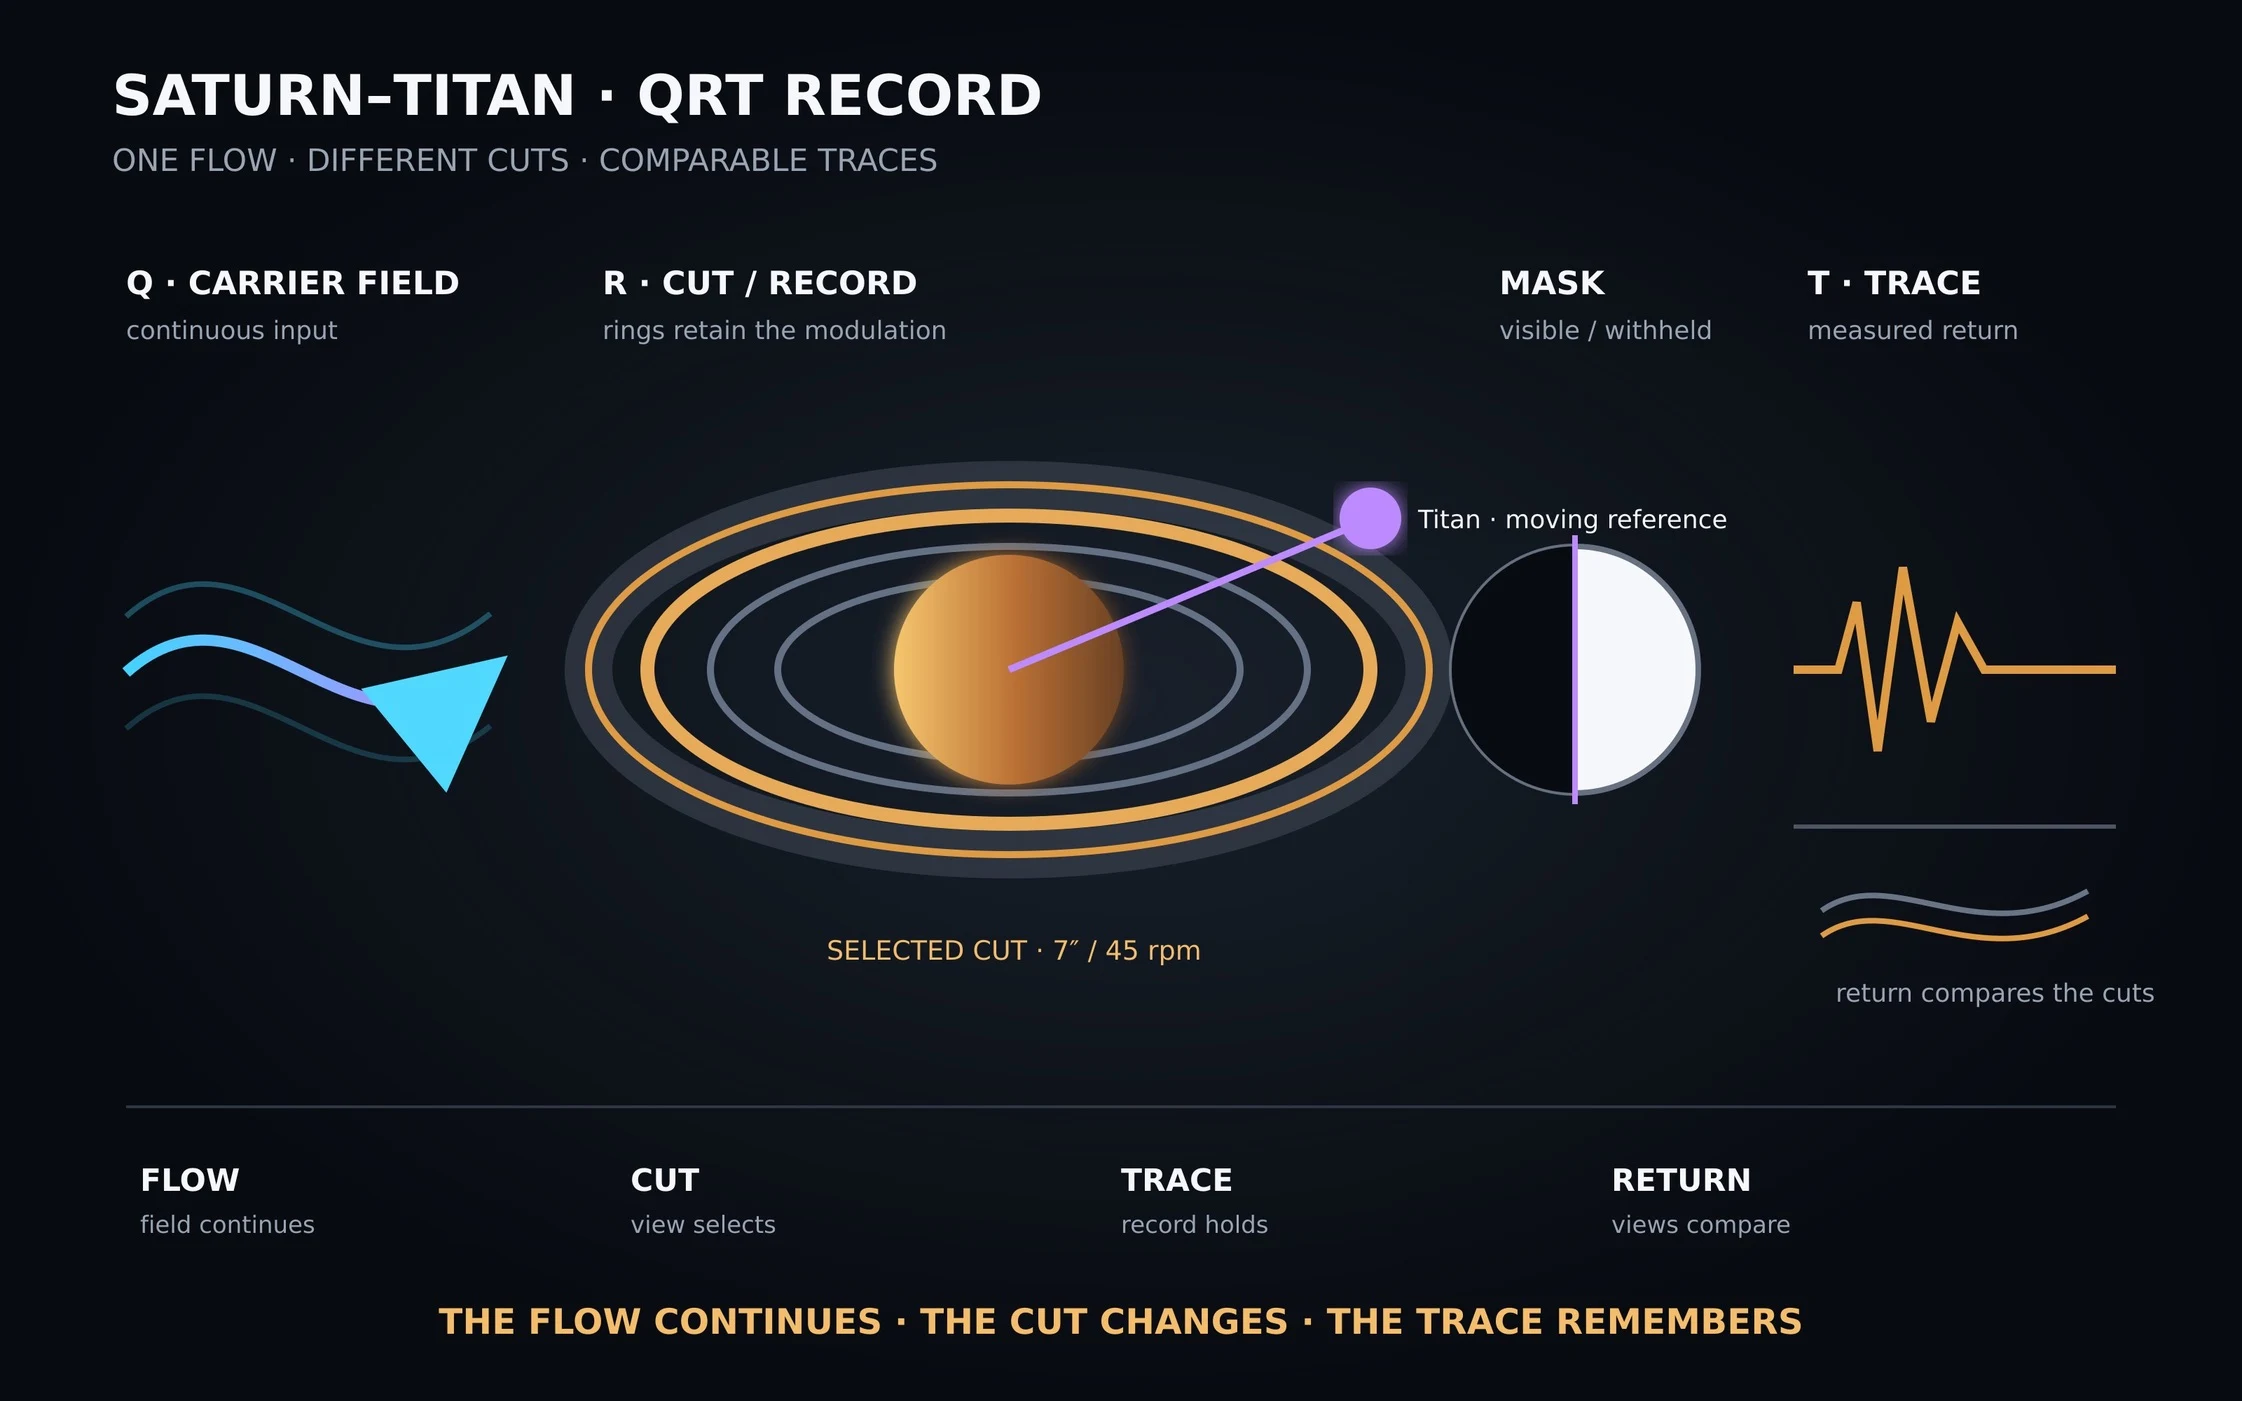 SATURN–TITAN · QRT RECORD
ONE FLOW · DIFFERENT CUTS · COMPARABLE TRACES
Q · CARRIER FIELD
continuous input
R · CUT / RECORD
rings retain the modulation
MASK
visible / withheld
T · TRACE
measured return
Titan · moving reference
SELECTED CUT · 7″ / 45 rpm
return compares the cuts
FLOW
field continues
CUT
view selects
TRACE
record holds
RETURN
views compare
THE FLOW CONTINUES · THE CUT CHANGES · THE TRACE REMEMBERS